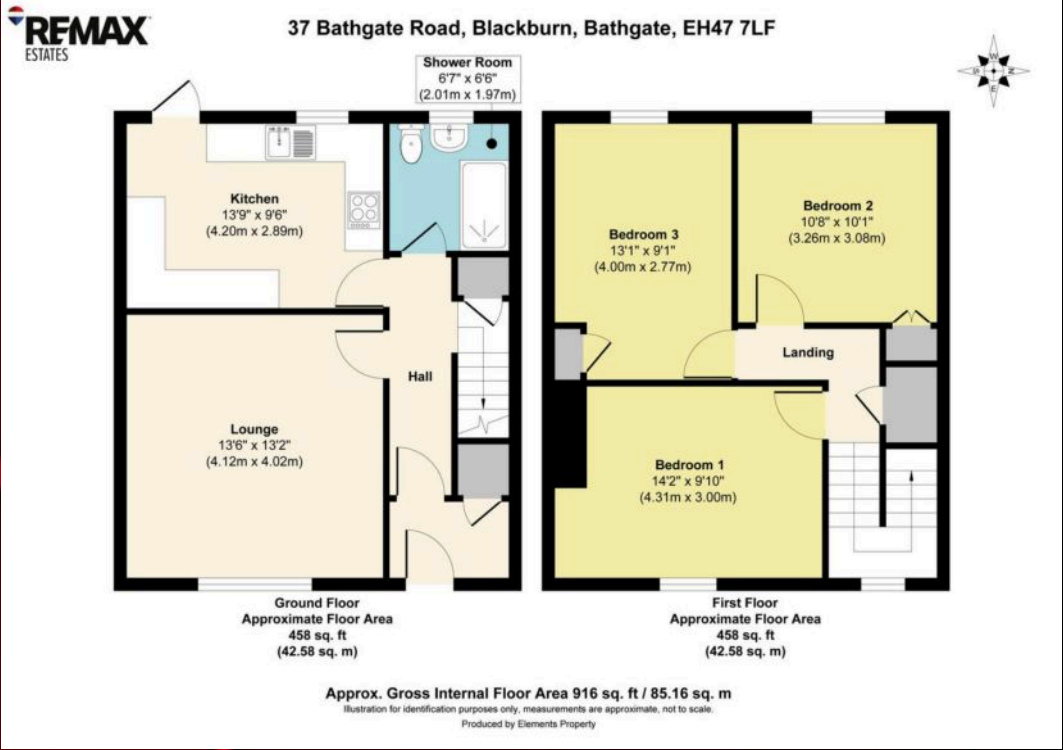 REMAX
ESTATES
37 Bathgate Road, Blackburn, Bathgate, EH47 7LF
W
S
N
E
Shower Room
6'7" x 6'6"
(2.01m x 1.97m)
Kitchen
13'9" x 9'6"
(4.20m x 2.89m)
Hall
Lounge
13'6" x 13'2"
(4.12m x 4.02m)
Bedroom 3
13'1" x 9'1"
(4.00m x 2.77m)
Bedroom 2
10'8" x 10'1"
(3.26m x 3.08m)
Landing
Bedroom 1
14'2" x 9'10"
(4.31m x 3.00m)
Ground Floor
Approximate Floor Area
458 sq. ft
(42.58 sq. m)
First Floor
Approximate Floor Area
458 sq. ft
(42.58 sq. m)
Approx. Gross Internal Floor Area 916 sq. ft / 85.16 sq. m
Illustration for identification purposes only, measurements are approximate, not to scale.
Produced by Elements Property